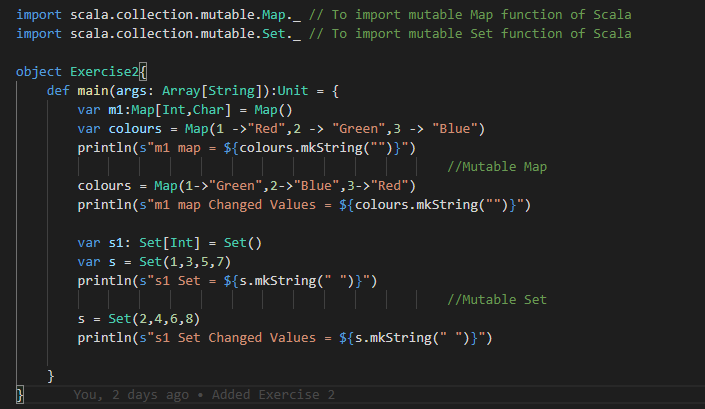 import scala.collection.mutable.Map._ // To import mutable Map function of Scala
import scala.collection.mutable.Set._ // To import mutable Set function of Scala
object Exercise2{
def main(args: Array[String]):Unit = {
var m1:Map[Int,Char] = Map()
var colours = Map(1 ->"Red",2 -> "Green",3 -> "Blue")
println(s"m1 map = ${colours.mkString("")}")
//Mutable Map
colours = Map(1->"Green",2->"Blue",3->"Red")
println(s"m1 map Changed Values = ${colours.mkString("")}")
var s1: Set[Int] = Set()
var s = Set(1,3,5,7)
println(s"s1 Set = ${s.mkString(" ")}")
//Mutable Set
s = Set(2,4,6,8)
println(s"s1 Set Changed Values = ${s.mkString(" ")}")
}
} You, 2 days ago • Added Exercise 2